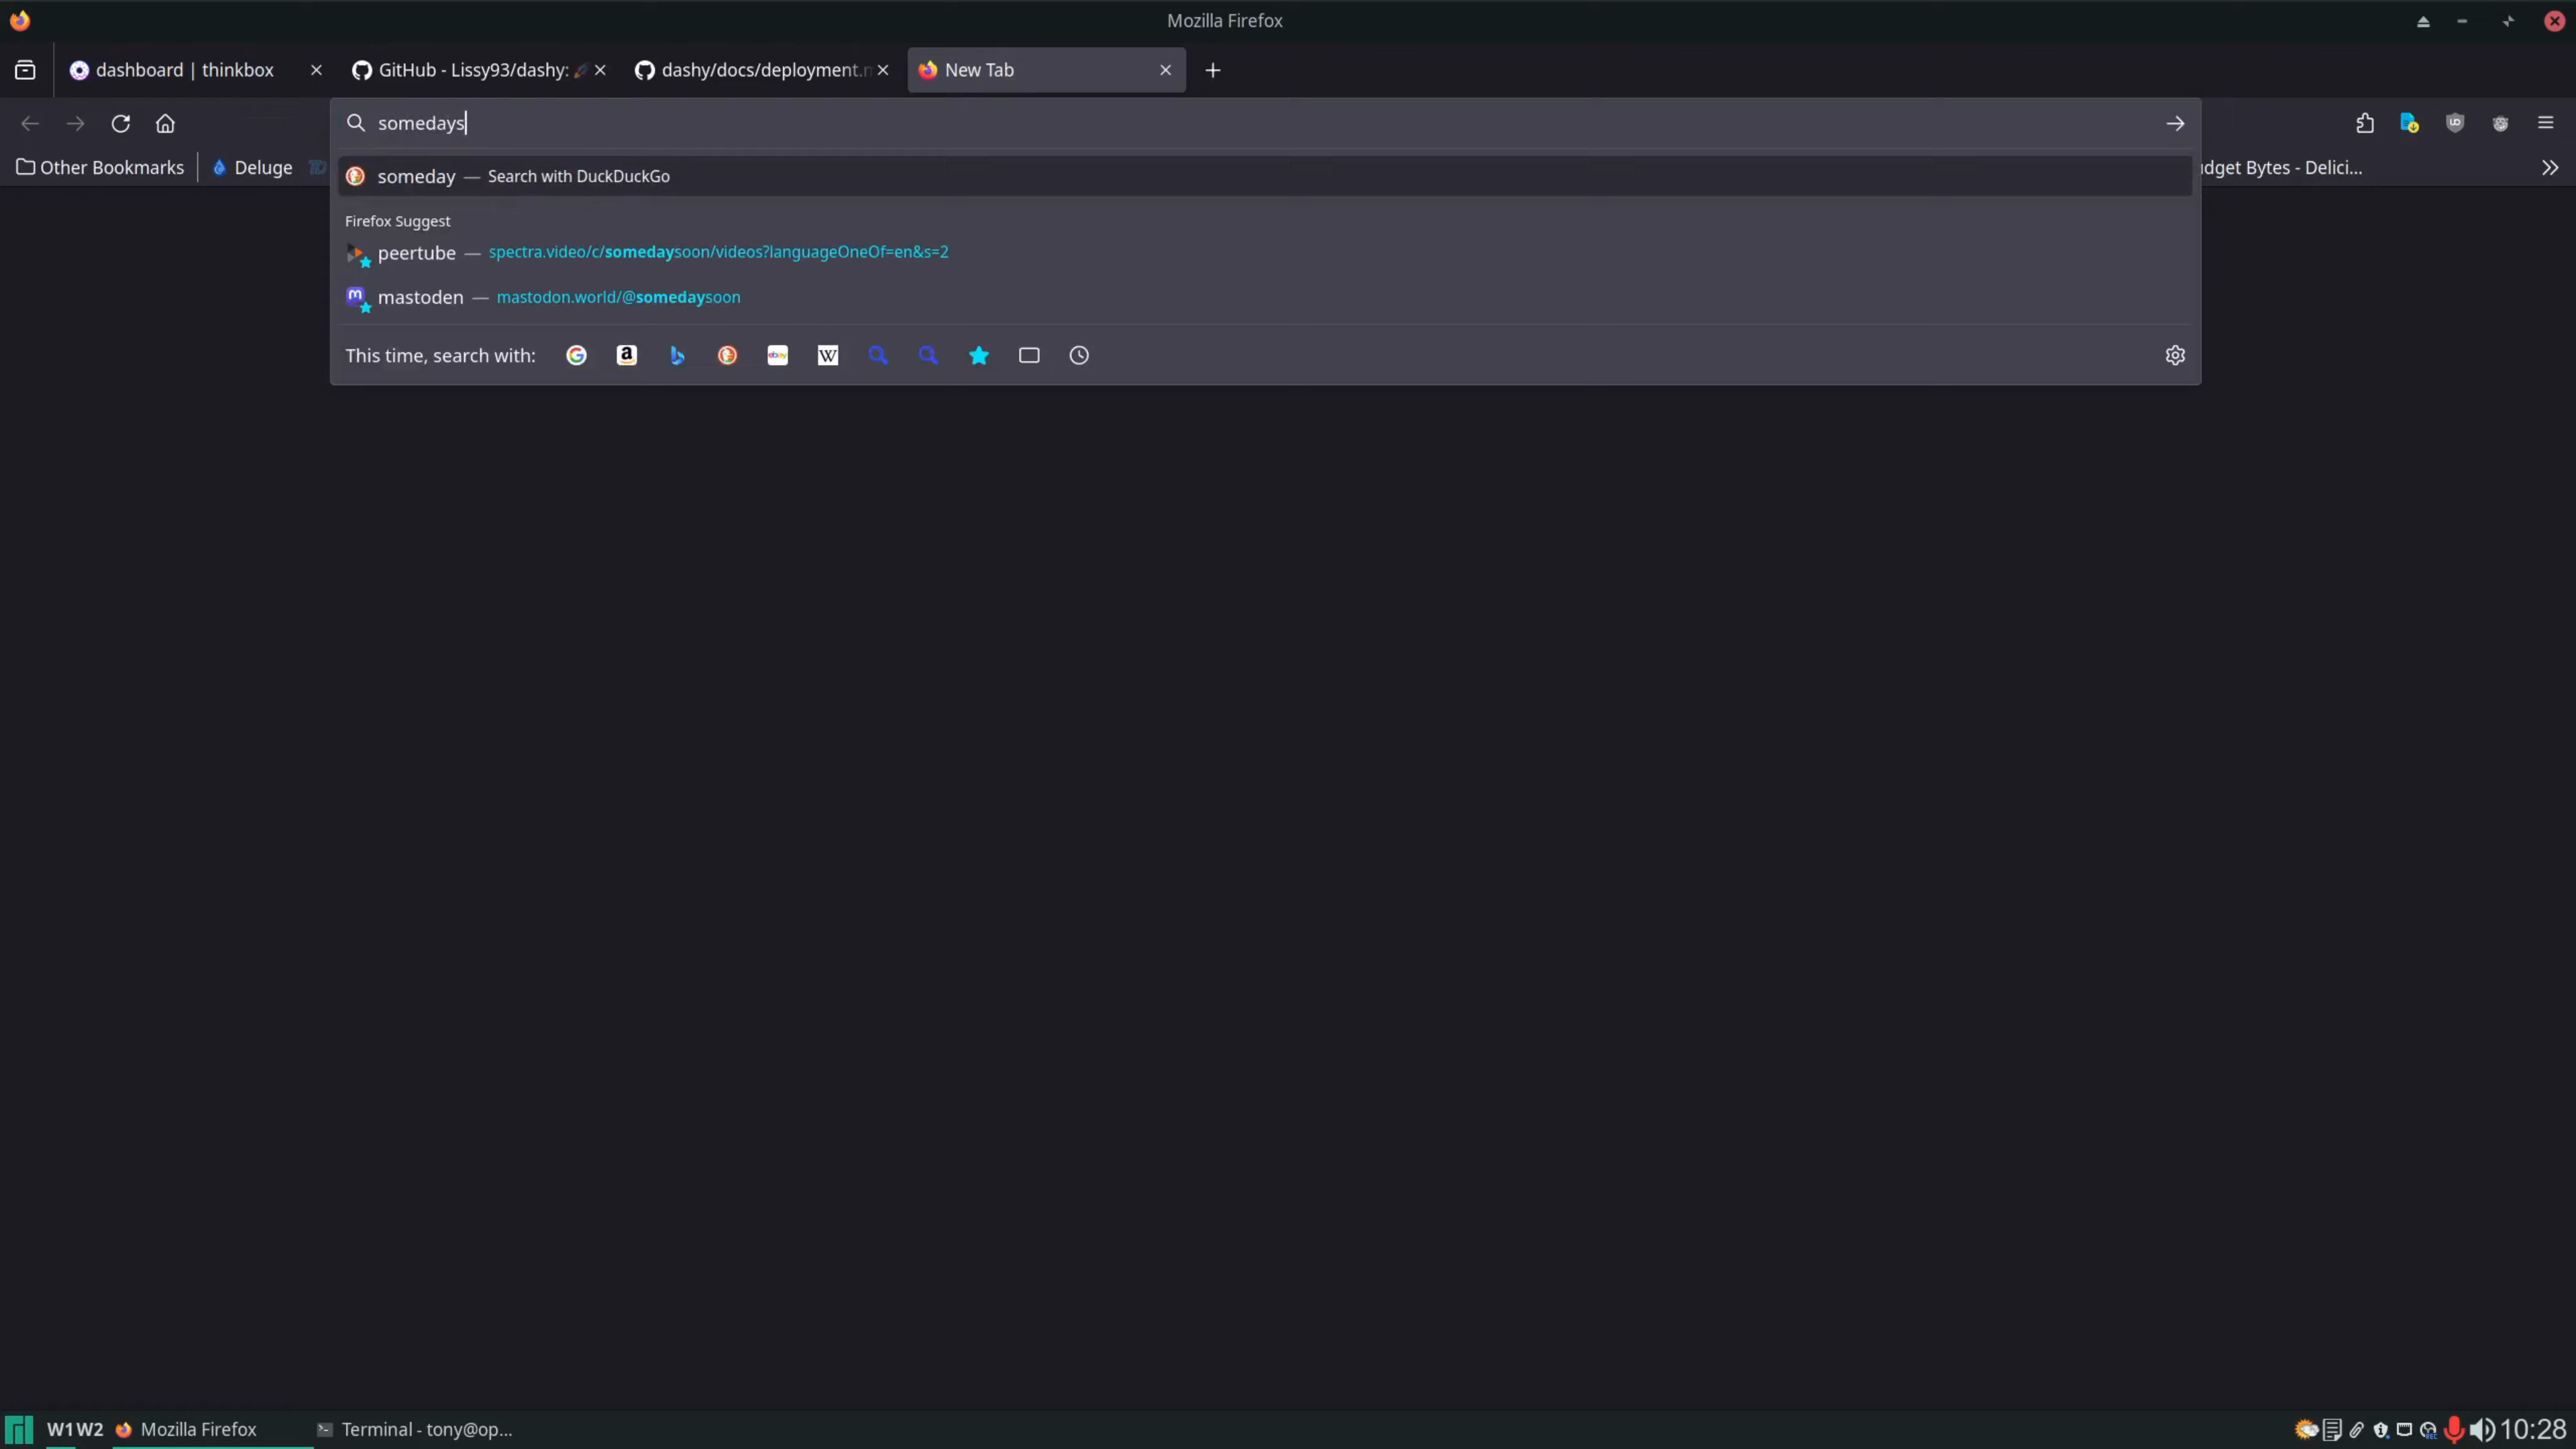 Mozilla Firefox
dashboard | thinkbox
GitHub - Lissy93/dashy:
dashy/docs/deployment.
New Tab
somedays
Other Bookmarks
Deluge
dget Bytes - Delici...
someday — Search with DuckDuckGo
Firefox Suggest
peertube — spectra.video/c/somedaysoon/videos?languageOneOf=en&s=2
mastoden — mastodon.world/@somedaysoon
This time, search with:
W1 W2
Mozilla Firefox
Terminal - tony@op...
10:28